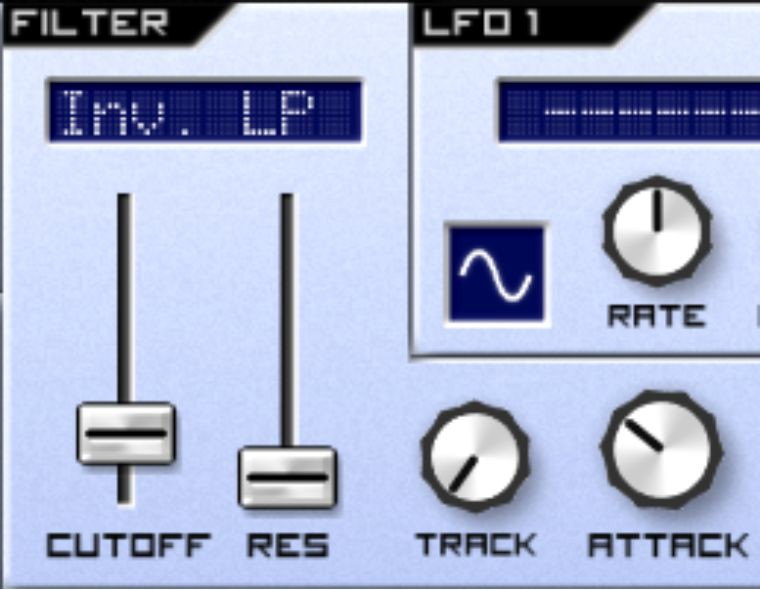 FILTER
LFO 1
Inv. LP
RATE
CUTOFF
RES
TRACK
ATTACK